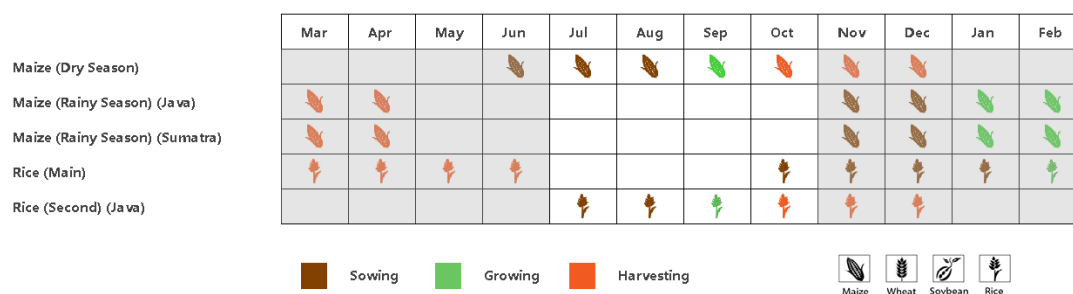 Mar Apr May Jun Jul Aug Sep Oct Nov Dec Jan Feb
Maize (Dry Season)
Maize (Rainy Season) (Java)
Maize (Rainy Season) (Sumatra)
Rice (Main)
Rice (Second) (Java)
Sowing Growing Harvesting
Maize Wheat Soybean Rice